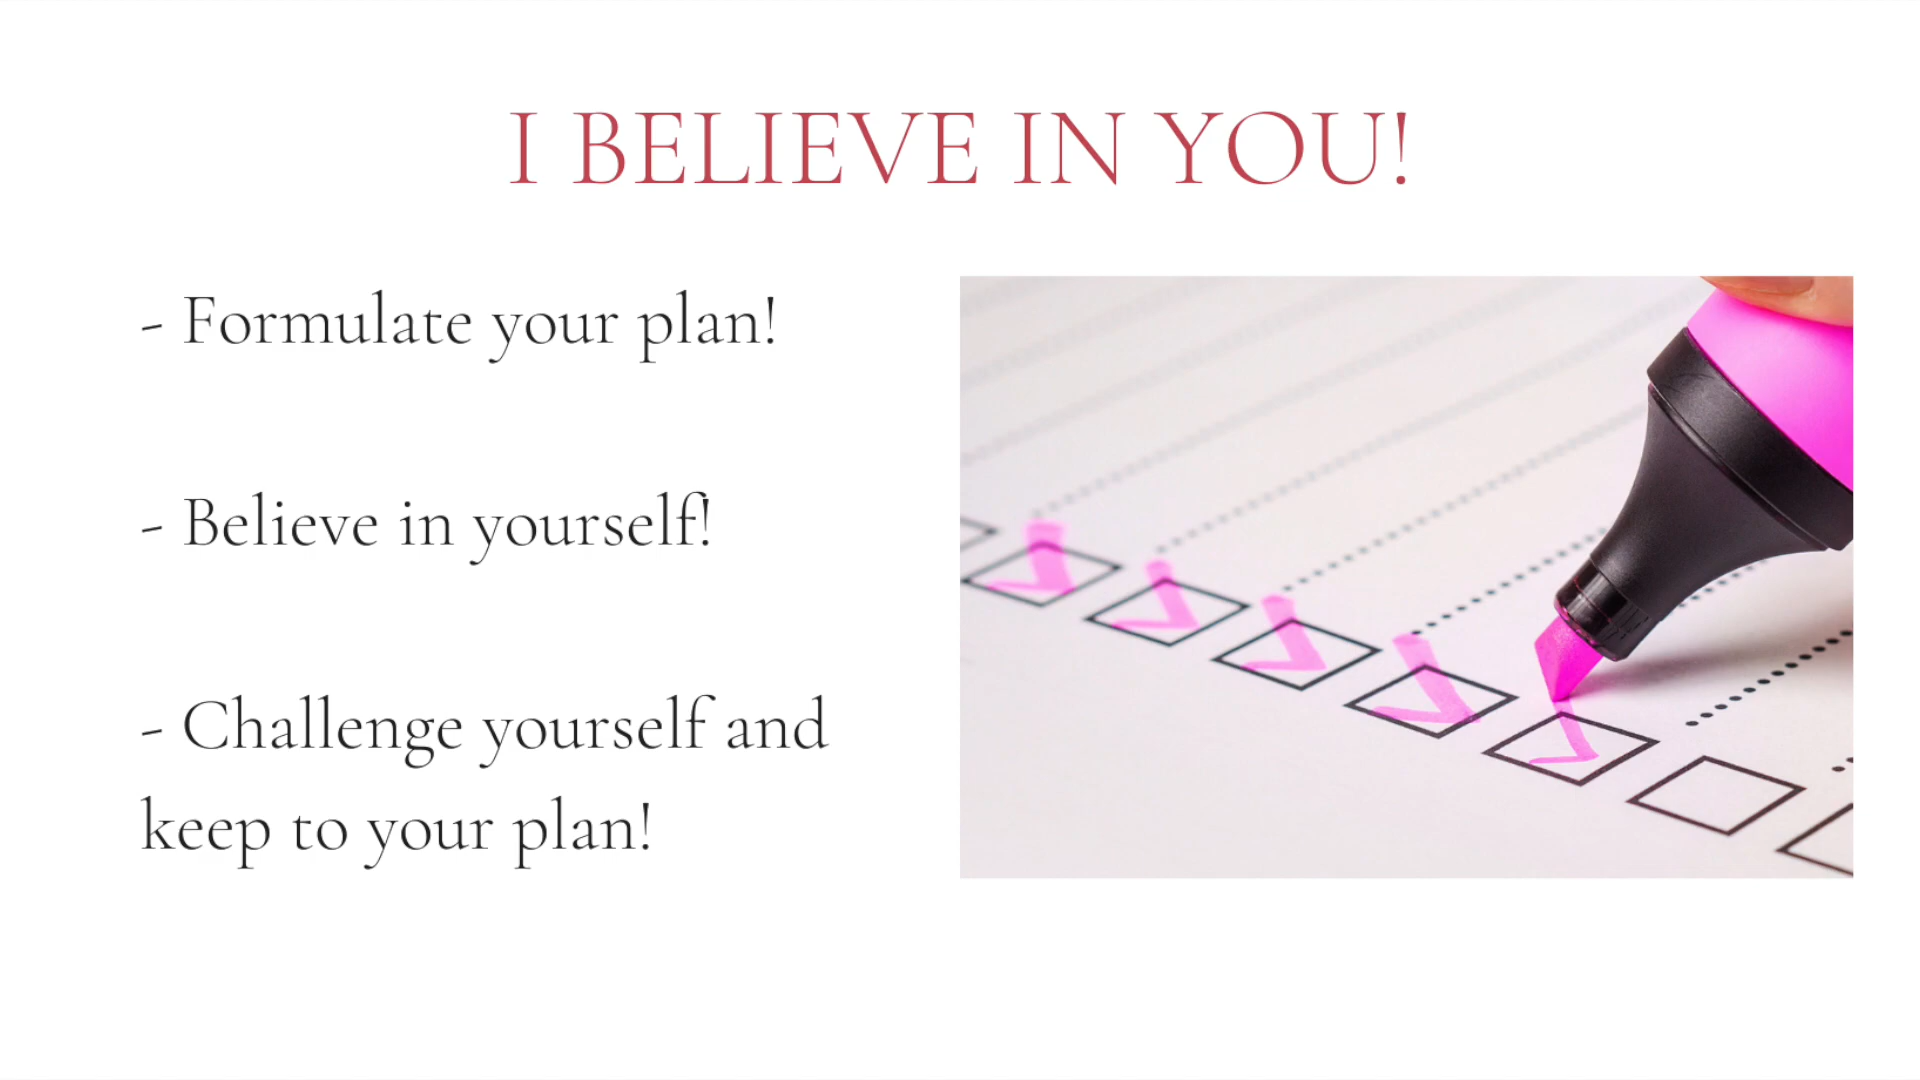 I BELIEVE IN YOU!
- Formulate your plan!
- Believe in yourself!
- Challenge yourself and
keep to your plan!